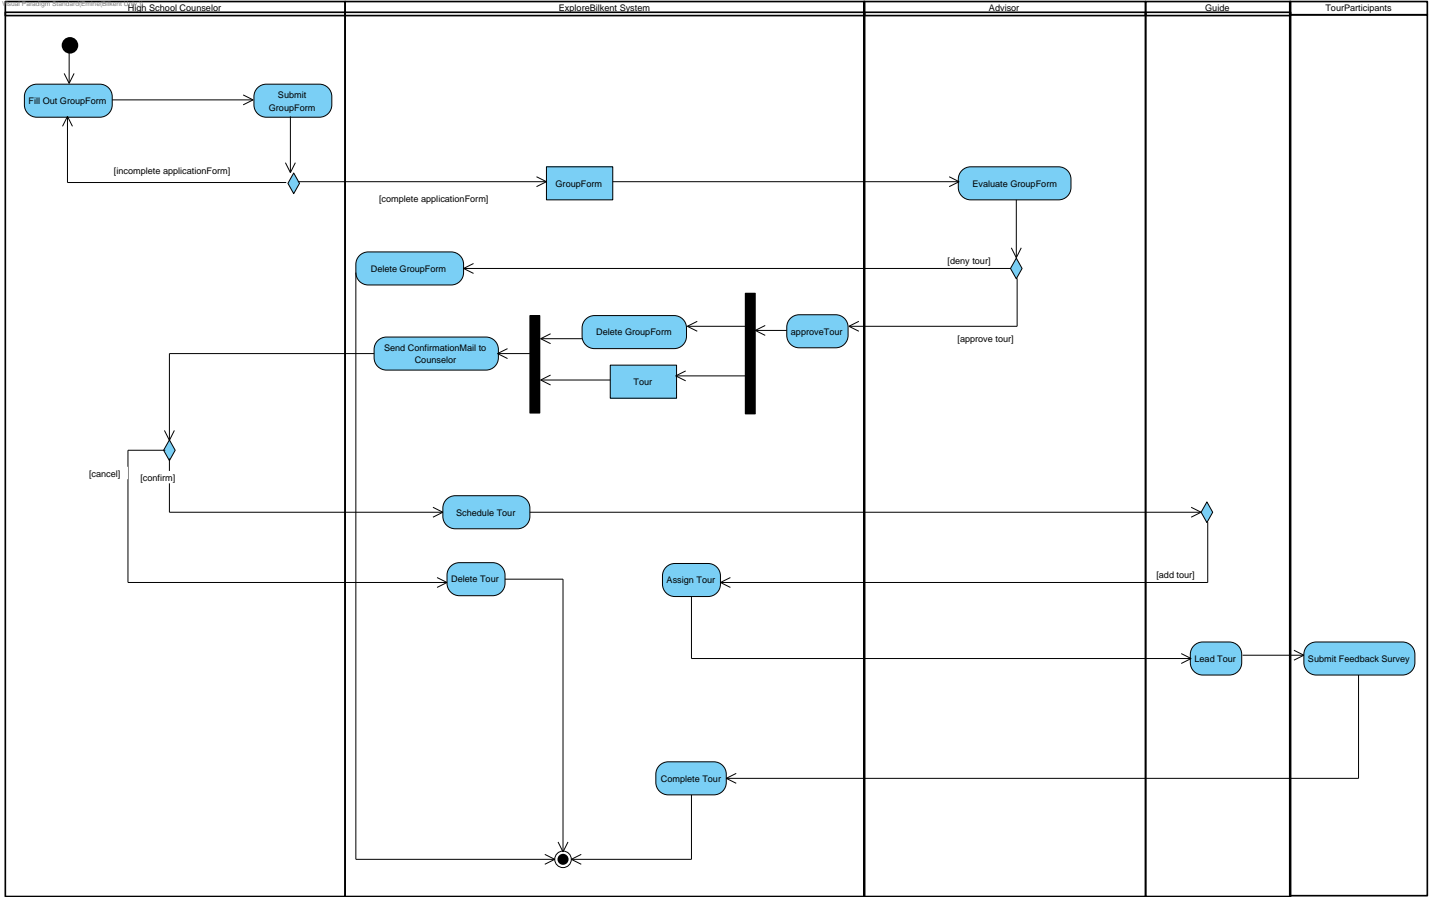 High School Counselor
ExploreBilkent System
Advisor
Guide
TourParticipants
Fill Out GroupForm
Submit
GroupForm
[incomplete applicationForm]
[complete applicationForm]
GroupForm
Evaluate GroupForm
[deny tour]
Delete GroupForm
approveTour
[approve tour]
Delete GroupForm
Send ConfirmationMail to
Counselor
Tour
[cancel]
[confirm]
Schedule Tour
[add tour]
Delete Tour
Assign Tour
Lead Tour
Submit Feedback Survey
Complete Tour